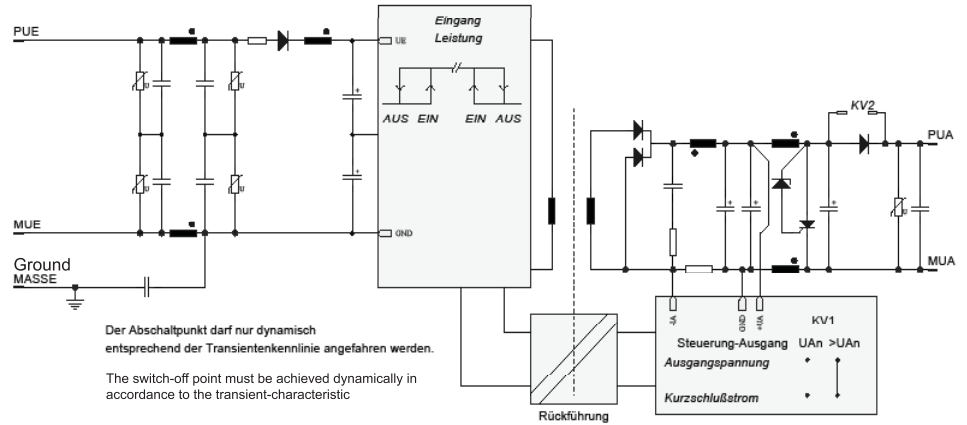 PUE
MUE
Ground
MASSE
Eingang
Leistung
UE
AUS EIN EIN AUS
GND
U
U
U
U
KV2
PUA
U
MUA
Der Abschaltpunkt darf nur dynamisch
entsprechend der Transientenkennlinie angefahren werden.
The switch-off point must be achieved dynamically in
accordance to the transient-characteristic
Rückführung
-IA
GND
+UA
KV1
Steuerung-Ausgang UAn >UAn
Ausgangspannung
Kurzschlußstrom